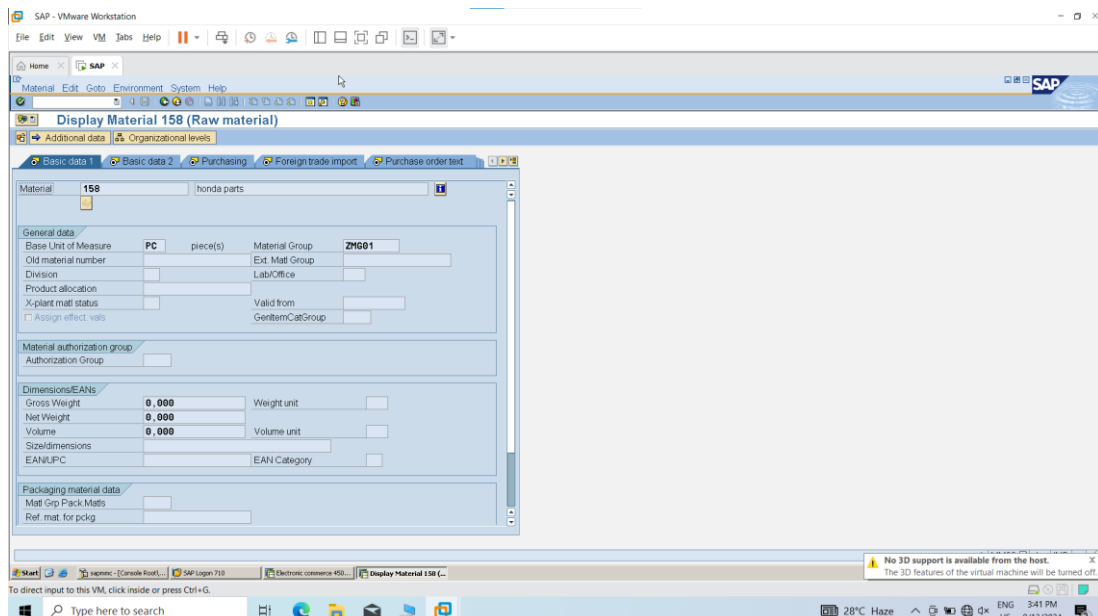 SAP - VMware Workstation
File Edit View VM Tabs Help
Home SAP
Material Edit Goto Environment System Help
SAP
Display Material 158 (Raw material)
Additional data Organizational levels
Basic data 1 Basic data 2 Purchasing Foreign trade import Purchase order text
Material 158 honda parts
General data
Base Unit of Measure PC piece(s) Material Group ZMG01
Old material number Ext. Matl Group
Division Lab/Office
Product allocation
X-plant matl status Valid from
Assign effect. vals GenItemCatGroup
Material authorization group
Authorization Group
Dimensions/EANs
Gross Weight 0,000 Weight unit
Net Weight 0,000
Volume 0,000 Volume unit
Size/dimensions
EAN/UPC EAN Category
Packaging material data
Matl Grp Pack.Matls
Ref. mat. for pckg
No 3D support is available from the host.
The 3D features of the virtual machine will be turned off.
Start sapmmc - [Console Root\... SAP Logon 710 Electronic commerce 450... Display Material 158 (...
To direct input to this VM, click inside or press Ctrl+G.
Type here to search 28°C Haze ENG 3:41 PM